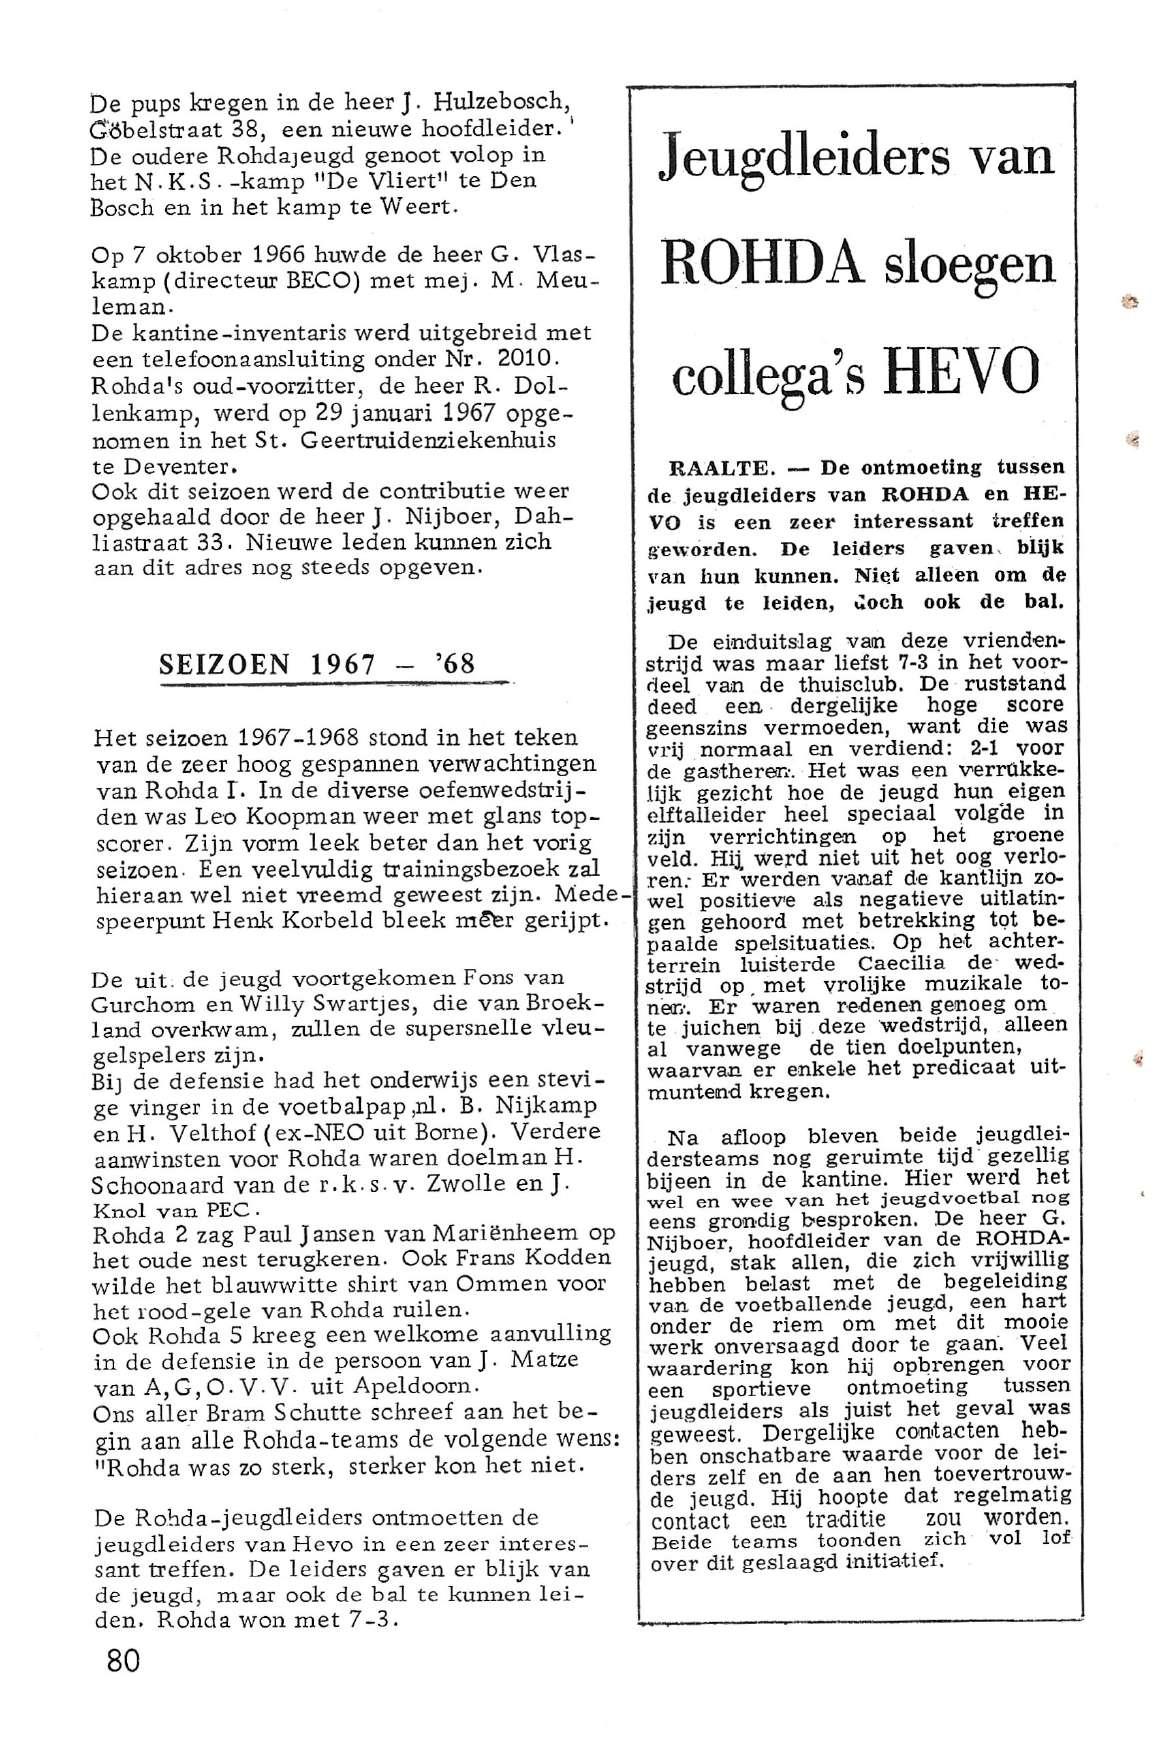 De pups kregen in de heer J. Hulzebosch,
Göbelstraat 38, een nieuwe hoofdleider.
De oudere Rohdajeugd genoot volop in
het N.K.S. -kamp "De Vliert" te Den
Bosch en in het kamp te Weert.
Op 7 oktober 1966 huwde de heer G. Vlas-
kamp (directeur BECO) met mej. M. Meu-
leman.
De kantine-inventaris werd uitgebreid met
een telefoonaansluiting onder Nr. 2010.
Rohda's oud-voorzitter, de heer R. Dol-
lenkamp, werd op 29 januari 1967 opge-
nomen in het St. Geertruidenziekenhuis
te Deventer.
Ook dit seizoen werd de contributie weer
opgehaald door de heer J. Nijboer, Dah-
liastraat 33. Nieuwe leden kunnen zich
aan dit adres nog steeds opgeven.
SEIZOEN 1967 – '68
Het seizoen 1967-1968 stond in het teken
van de zeer hoog gespannen verwachtingen
van Rohda I. In de diverse oefenwedstrij-
den was Leo Koopman weer met glans top-
scorer. Zijn vorm leek beter dan het vorig
seizoen. Een veelvuldig trainingsbezoek zal
hieraan wel niet vreemd geweest zijn. Mede-
speerpunt Henk Korbeld bleek meer gerijpt.
De uit de jeugd voortgekomen Fons van
Gurchom en Willy Swartjes, die van Broek-
land overkwam, zullen de supersnelle vleu-
gelspelers zijn.
Bij de defensie had het onderwijs een stevi-
ge vinger in de voetbalpap,nl. B. Nijkamp
en H. Velthof (ex-NEO uit Borne). Verdere
aanwinsten voor Rohda waren doelman H.
Schoonaard van de r.k.s.v. Zwolle en J.
Knol van PEC.
Rohda 2 zag Paul Jansen van Mariënheem op
het oude nest terugkeren. Ook Frans Kodden
wilde het blauwwitte shirt van Ommen voor
het rood-gele van Rohda ruilen.
Ook Rohda 5 kreeg een welkome aanvulling
in de defensie in de persoon van J. Matze
van A,G,O.V.V. uit Apeldoorn.
Ons aller Bram Schutte schreef aan het be-
gin aan alle Rohda-teams de volgende wens:
"Rohda was zo sterk, sterker kon het niet.
De Rohda-jeugdleiders ontmoetten de
jeugdleiders van Hevo in een zeer interes-
sant treffen. De leiders gaven er blijk van
de jeugd, maar ook de bal te kunnen lei-
den. Rohda won met 7-3.
80
Jeugdleiders van
ROHDA sloegen
collega's HEVO
RAALTE. — De ontmoeting tussen
de jeugdleiders van ROHDA en HE-
VO is een zeer interessant treffen
geworden. De leiders gaven blijk
van hun kunnen. Niet alleen om de
jeugd te leiden, doch ook de bal.
De einduitslag van deze vrienden-
strijd was maar liefst 7-3 in het voor-
deel van de thuisclub. De ruststand
deed een dergelijke hoge score
geenszins vermoeden, want die was
vrij normaal en verdiend: 2-1 voor
de gastheren. Het was een verrukke-
lijk gezicht hoe de jeugd hun eigen
elftalleider heel speciaal volgde in
zijn verrichtingen op het groene
veld. Hij werd niet uit het oog verlo-
ren. Er werden vanaf de kantlijn zo-
wel positieve als negatieve uitlatin-
gen gehoord met betrekking tot be-
paalde spelsituaties. Op het achter-
terrein luisterde Caecilia de wed-
strijd op met vrolijke muzikale to-
nen. Er waren redenen genoeg om
te juichen bij deze wedstrijd, alleen
al vanwege de tien doelpunten,
waarvan er enkele het predicaat uit-
muntend kregen.
Na afloop bleven beide jeugdlei-
dersteams nog geruime tijd gezellig
bijeen in de kantine. Hier werd het
wel en wee van het jeugdvoetbal nog
eens grondig besproken. De heer G.
Nijboer, hoofdleider van de ROHDA-
jeugd, stak allen, die zich vrijwillig
hebben belast met de begeleiding
van de voetballende jeugd, een hart
onder de riem om met dit mooie
werk onversaagd door te gaan. Veel
waardering kon hij opbrengen voor
een sportieve ontmoeting tussen
jeugdleiders als juist het geval was
geweest. Dergelijke contacten heb-
ben onschatbare waarde voor de lei-
ders zelf en de aan hen toevertrouw-
de jeugd. Hij hoopte dat regelmatig
contact een traditie zou worden.
Beide teams toonden zich vol lof
over dit geslaagd initiatief.